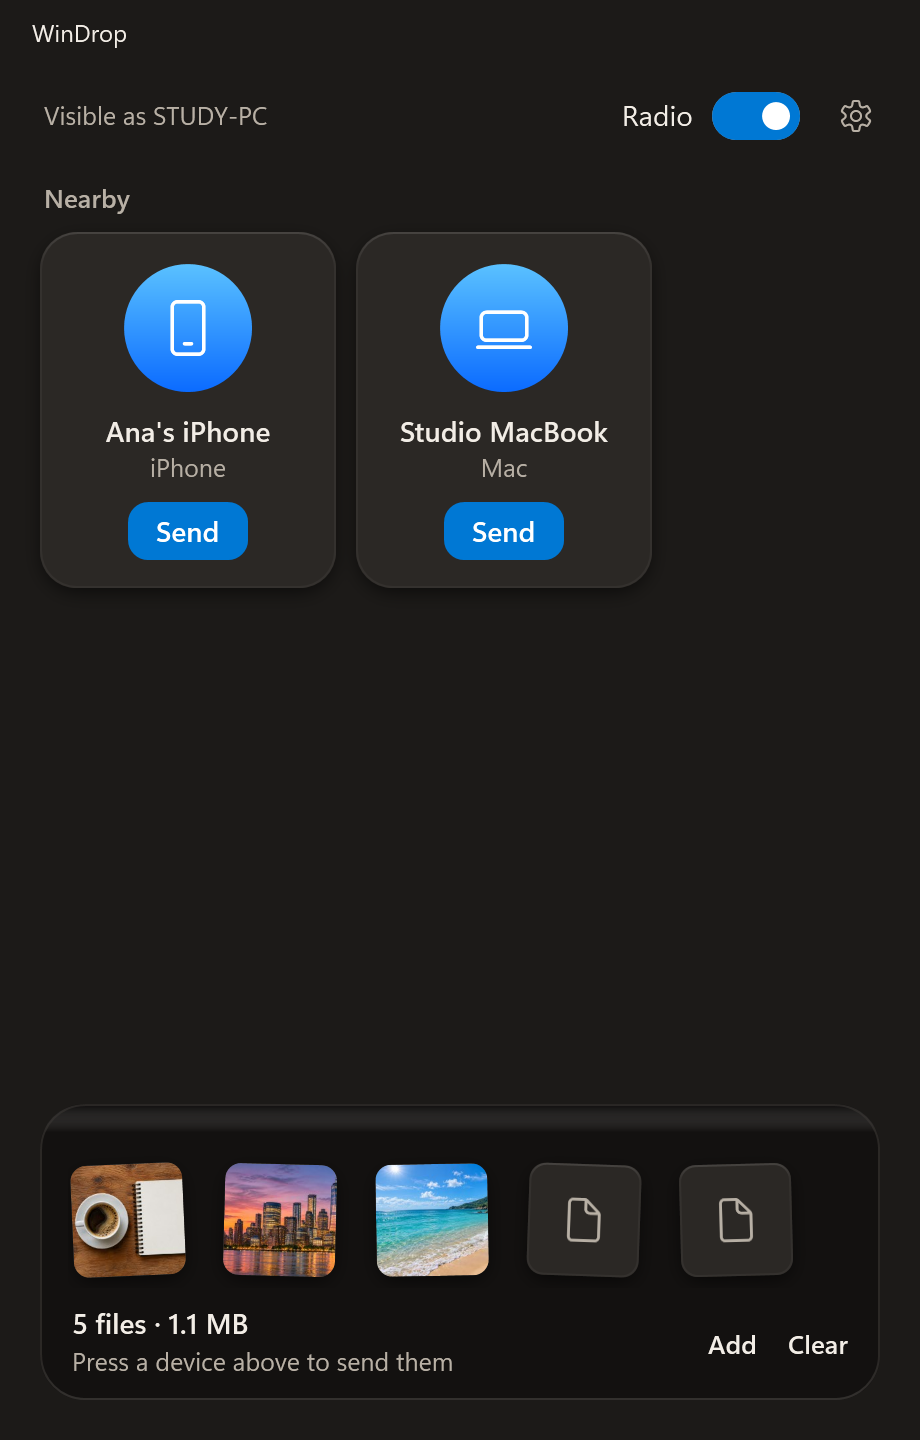 WinDrop
Visible as STUDY-PC
Radio
Nearby
Ana's iPhone
iPhone
Send
Studio MacBook
Mac
Send
5 files · 1.1 MB
Press a device above to send them
Add
Clear